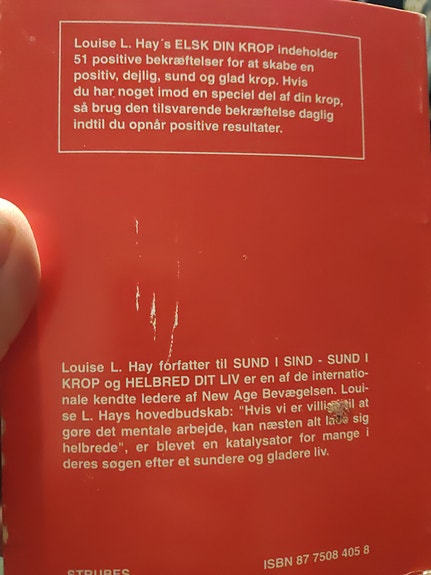 Louise L. Hay´s ELSK DIN KROP indeholder
51 positive bekræftelser for at skabe en
positiv, dejlig, sund og glad krop. Hvis
du har noget imod en speciel del af din krop,
så brug den tilsvarende bekræftelse daglig
indtil du opnår positive resultater.
Louise L. Hay forfatter til SUND I SIND - SUND I
KROP og HELBRED DIT LIV er en af de internatio-
nale kendte ledere af New Age Bevægelsen. Loui-
se L. Hays hovedbudskab: "Hvis vi er villige til at
gøre det mentale arbejde, kan næsten alt lade sig
helbrede", er blevet en katalysator for mange i
deres søgen efter et sundere og gladere liv.
STRUBES
ISBN 87 7508 405 8